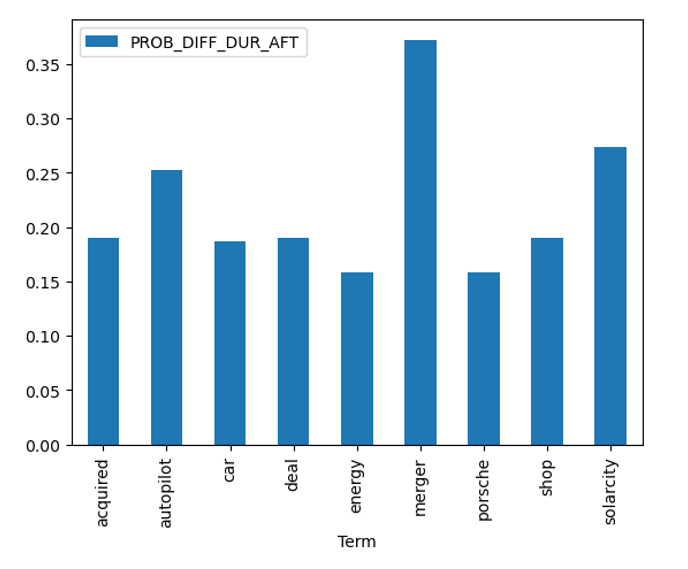 PROB_DIFF_DUR_AFT
0.35
0.30
0.25
0.20
0.15
0.10
0.05
0.00
acquired
autopilot
car
deal
energy
merger
porsche
shop
solarcity
Term